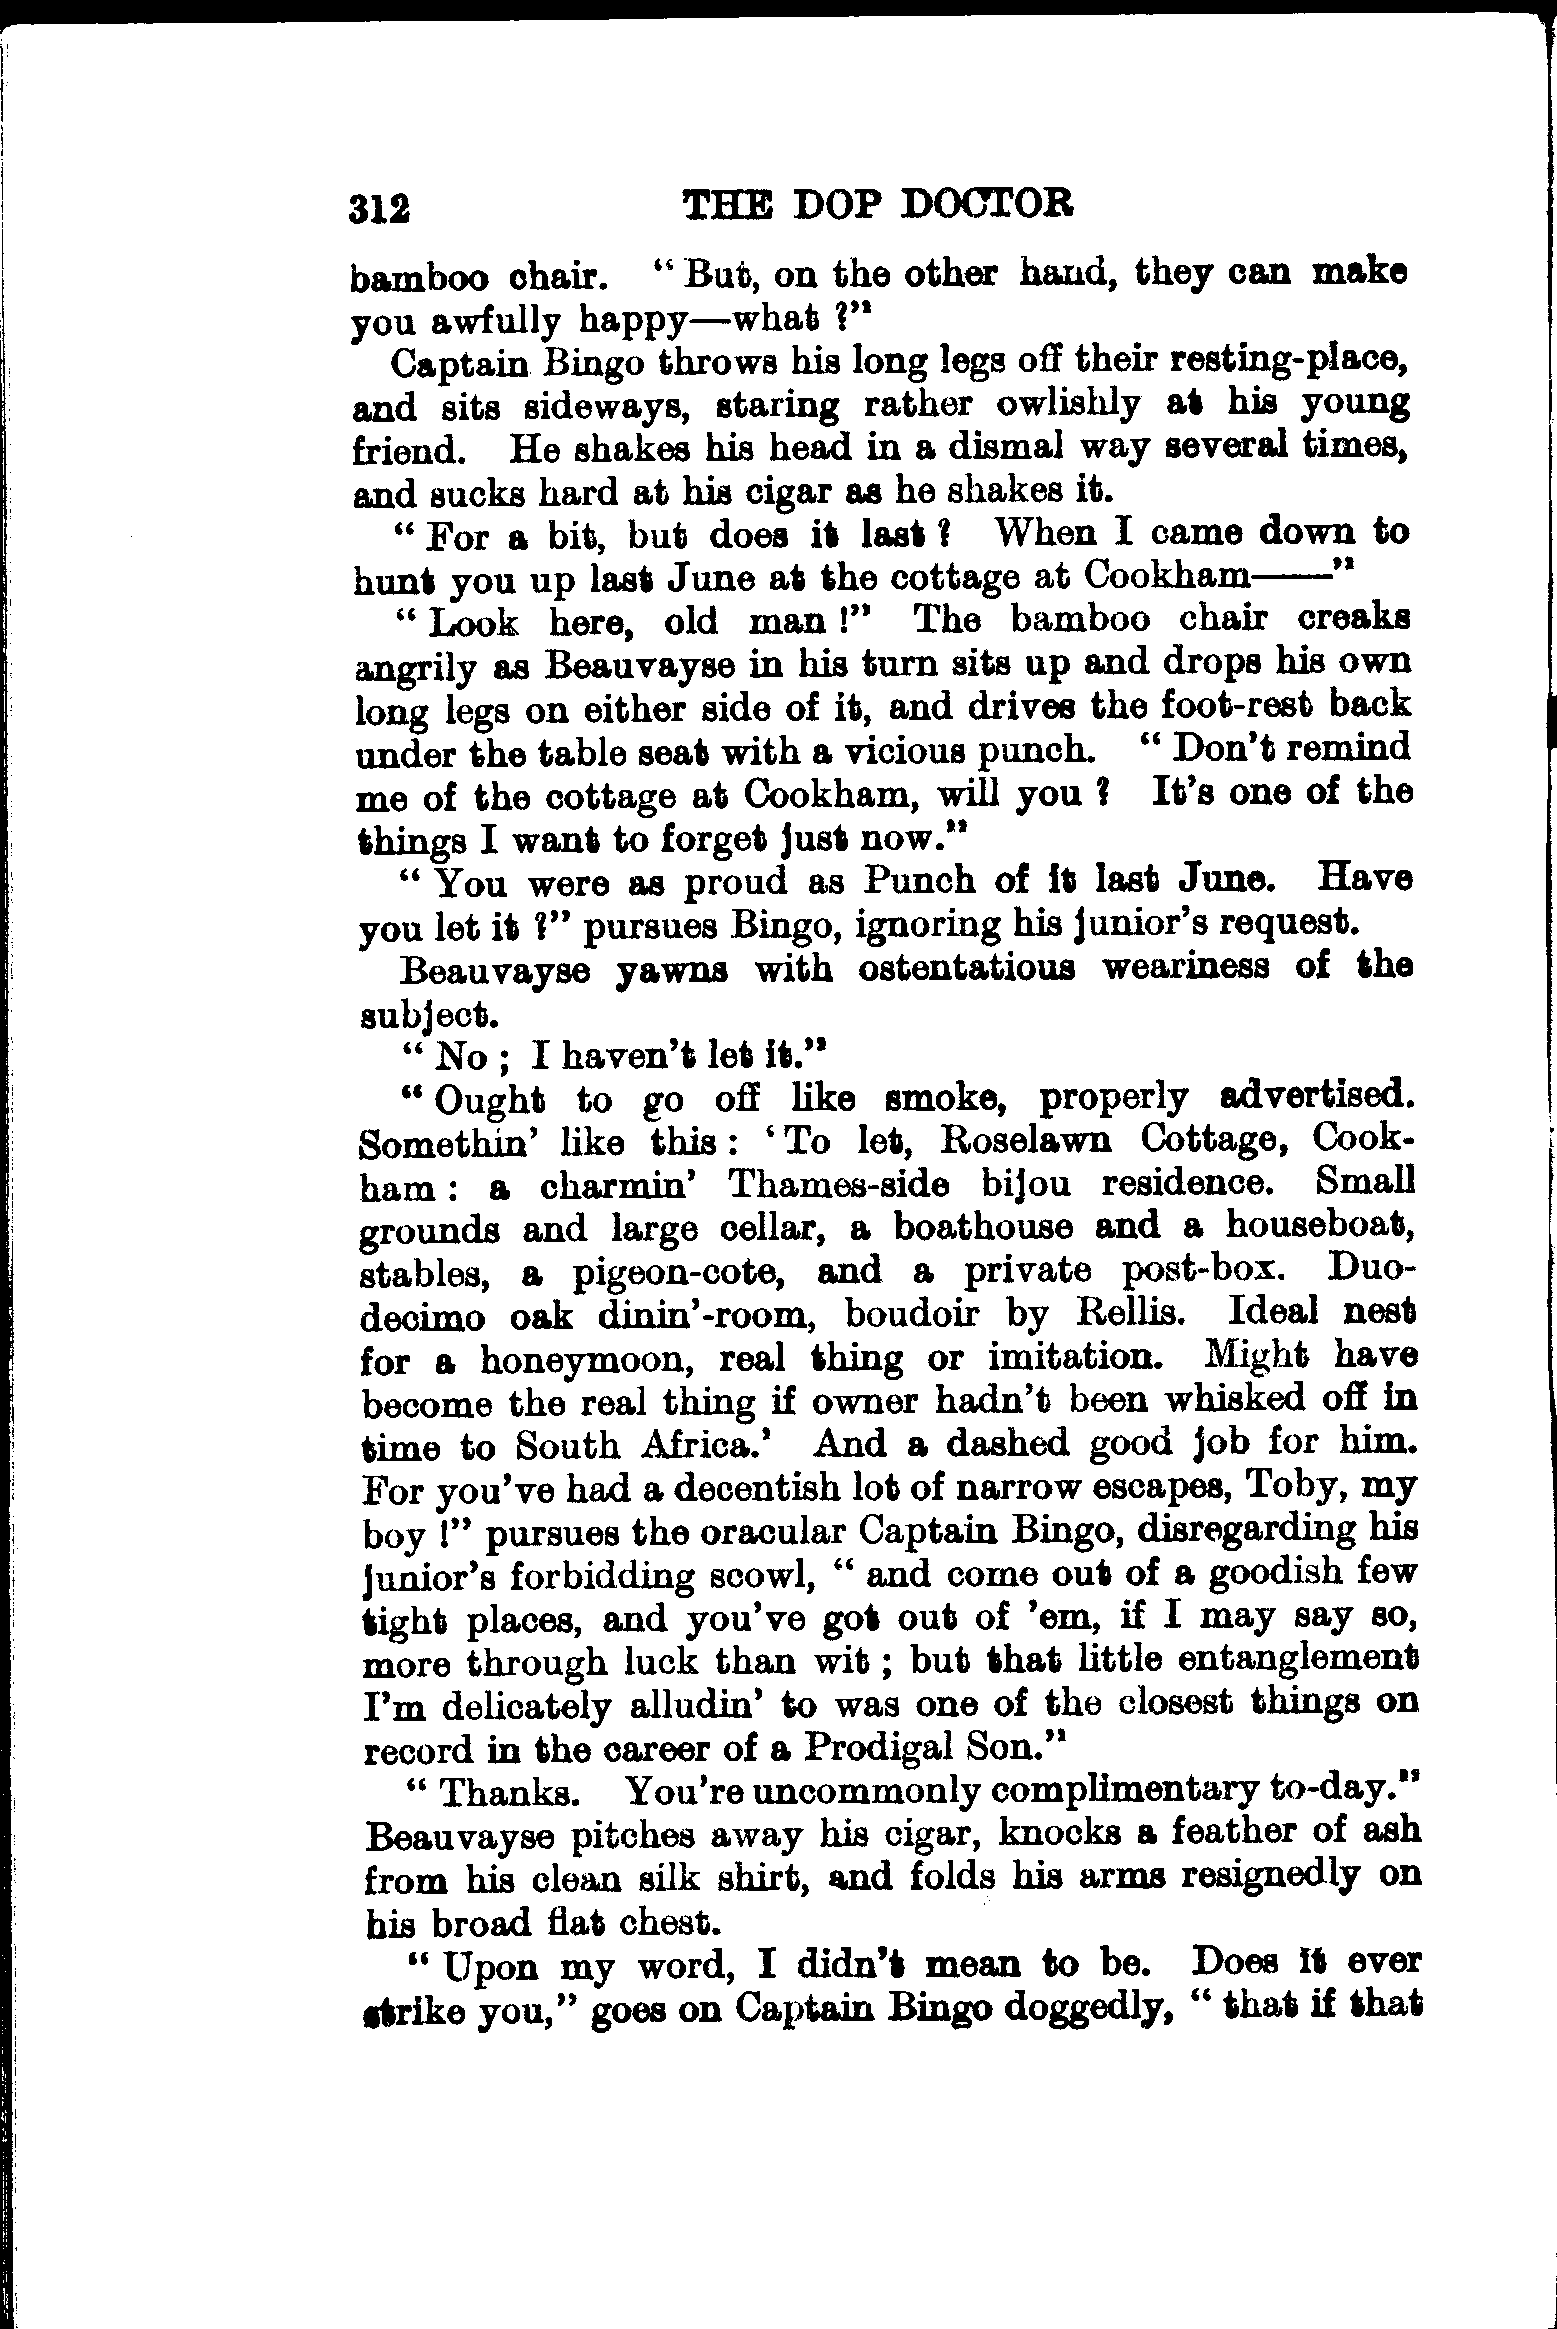 312 THE DOP DOCTOR
bamboo chair. “ But, on the other hand, they can make
you awfully happy—what ?”
Captain Bingo throws his long legs off their resting-place,
and sits sideways, staring rather owlishly at his young
friend. He shakes his head in a dismal way several times,
and sucks hard at his cigar as he shakes it.
“ For a bit, but does it last ? When I came down to
hunt you up last June at the cottage at Cookham——”
“ Look here, old man !” The bamboo chair creaks
angrily as Beauvayse in his turn sits up and drops his own
long legs on either side of it, and drives the foot-rest back
under the table seat with a vicious punch. “ Don’t remind
me of the cottage at Cookham, will you ? It’s one of the
things I want to forget just now.”
“ You were as proud as Punch of it last June. Have
you let it ?” pursues Bingo, ignoring his junior’s request.
Beauvayse yawns with ostentatious weariness of the
subject.
“ No ; I haven’t let it.”
“ Ought to go off like smoke, properly advertised.
Somethin’ like this : ‘ To let, Roselawn Cottage, Cook-
ham : a charmin’ Thames-side bijou residence. Small
grounds and large cellar, a boathouse and a houseboat,
stables, a pigeon-cote, and a private post-box. Duo-
decimo oak dinin’-room, boudoir by Rellis. Ideal nest
for a honeymoon, real thing or imitation. Might have
become the real thing if owner hadn’t been whisked off in
time to South Africa.’ And a dashed good job for him.
For you’ve had a decentish lot of narrow escapes, Toby, my
boy !” pursues the oracular Captain Bingo, disregarding his
junior’s forbidding scowl, “ and come out of a goodish few
tight places, and you’ve got out of ’em, if I may say so,
more through luck than wit ; but that little entanglement
I’m delicately alludin’ to was one of the closest things on
record in the career of a Prodigal Son.”
“ Thanks. You’re uncommonly complimentary to-day.”
Beauvayse pitches away his cigar, knocks a feather of ash
from his clean silk shirt, and folds his arms resignedly on
his broad flat chest.
“ Upon my word, I didn’t mean to be. Does it ever
strike you,” goes on Captain Bingo doggedly, “ that if that